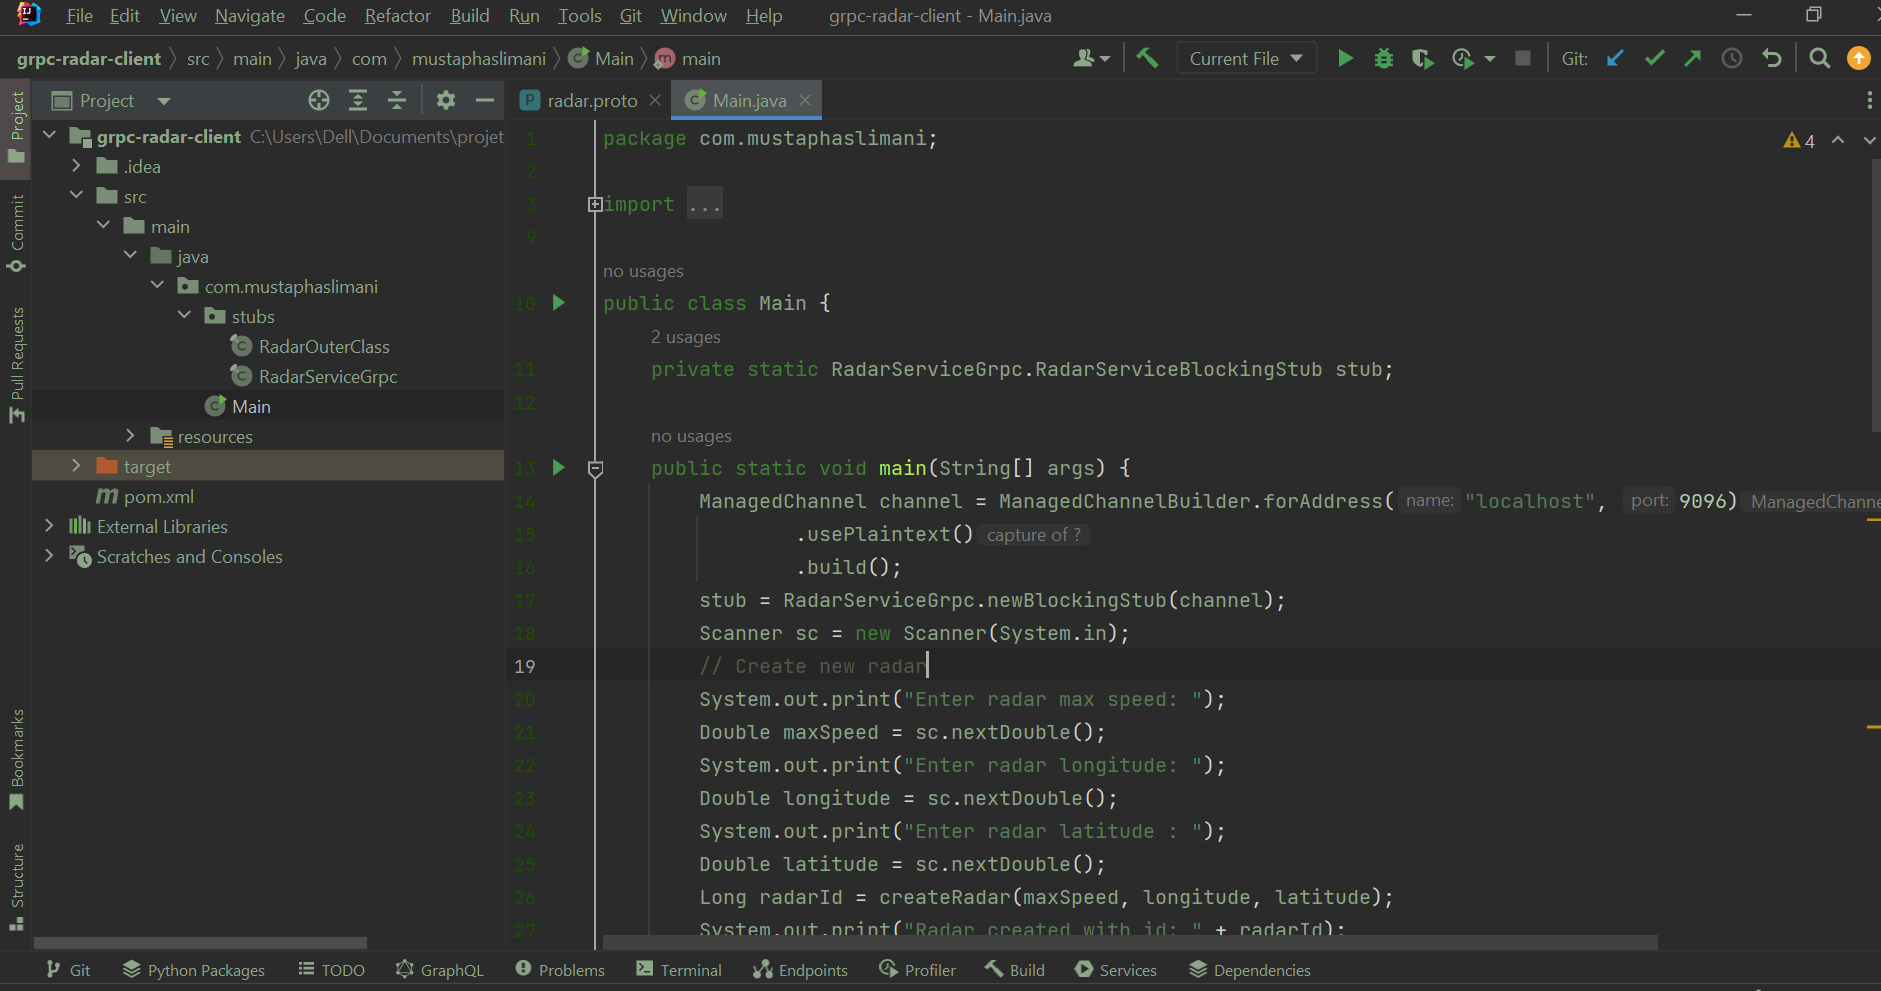 File Edit View Navigate Code Refactor Build Run Tools Git Window Help grpc-radar-client - Main.java
grpc-radar-client src main java com mustaphaslimani Main main Current File Git:
Project
radar.proto Main.java
Project
Commit
Pull Requests
Bookmarks
Structure
grpc-radar-client C:\Users\Dell\Documents\projet
.idea
src
main
java
com.mustaphaslimani
stubs
RadarOuterClass
RadarServiceGrpc
Main
resources
target
pom.xml
External Libraries
Scratches and Consoles
4
1 package com.mustaphaslimani;
2
3 import ...
9
no usages
10 public class Main {
2 usages
11 private static RadarServiceGrpc.RadarServiceBlockingStub stub;
12
no usages
13 public static void main(String[] args) {
14 ManagedChannel channel = ManagedChannelBuilder.forAddress( name: "localhost", port: 9096) ManagedChanne
15 .usePlaintext() capture of ?
16 .build();
17 stub = RadarServiceGrpc.newBlockingStub(channel);
18 Scanner sc = new Scanner(System.in);
19 // Create new radar
20 System.out.print("Enter radar max speed: ");
21 Double maxSpeed = sc.nextDouble();
22 System.out.print("Enter radar longitude: ");
23 Double longitude = sc.nextDouble();
24 System.out.print("Enter radar latitude : ");
25 Double latitude = sc.nextDouble();
26 Long radarId = createRadar(maxSpeed, longitude, latitude);
27 System.out.print("Radar created with id: " + radarId);
Git Python Packages TODO GraphQL Problems Terminal Endpoints Profiler Build Services Dependencies